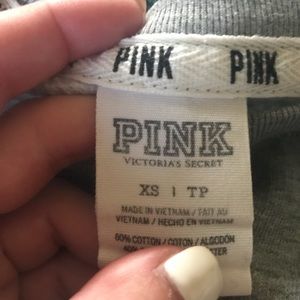 PINK PINK
PINK
VICTORIA'S SECRET
XS | TP
MADE IN VIETNAM / FAIT AU
VIETNAM / HECHO EN VIETNAM
60% COTTON / COTON / ALGODÓN
40%